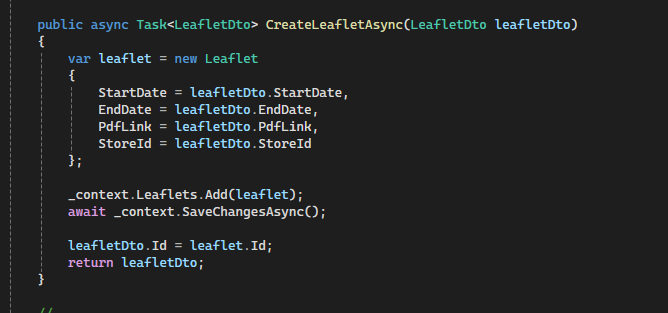 public async Task<LeafletDto> CreateLeafletAsync(LeafletDto leafletDto)
{
var leaflet = new Leaflet
{
StartDate = leafletDto.StartDate,
EndDate = leafletDto.EndDate,
PdfLink = leafletDto.PdfLink,
StoreId = leafletDto.StoreId
};
_context.Leaflets.Add(leaflet);
await _context.SaveChangesAsync();
leafletDto.Id = leaflet.Id;
return leafletDto;
}
//